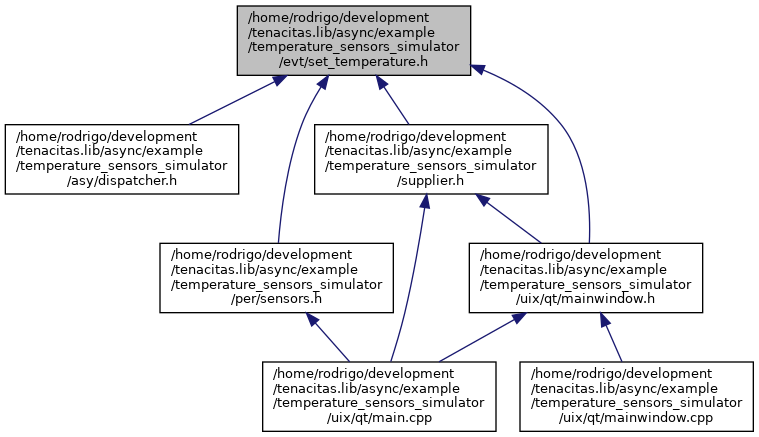 /home/rodrigo/development
/tenacitas.lib/async/example
/temperature_sensors_simulator
/evt/set_temperature.h
/home/rodrigo/development
/tenacitas.lib/async/example
/temperature_sensors_simulator
/asy/dispatcher.h
/home/rodrigo/development
/tenacitas.lib/async/example
/temperature_sensors_simulator
/supplier.h
/home/rodrigo/development
/tenacitas.lib/async/example
/temperature_sensors_simulator
/per/sensors.h
/home/rodrigo/development
/tenacitas.lib/async/example
/temperature_sensors_simulator
/uix/qt/mainwindow.h
/home/rodrigo/development
/tenacitas.lib/async/example
/temperature_sensors_simulator
/uix/qt/main.cpp
/home/rodrigo/development
/tenacitas.lib/async/example
/temperature_sensors_simulator
/uix/qt/mainwindow.cpp